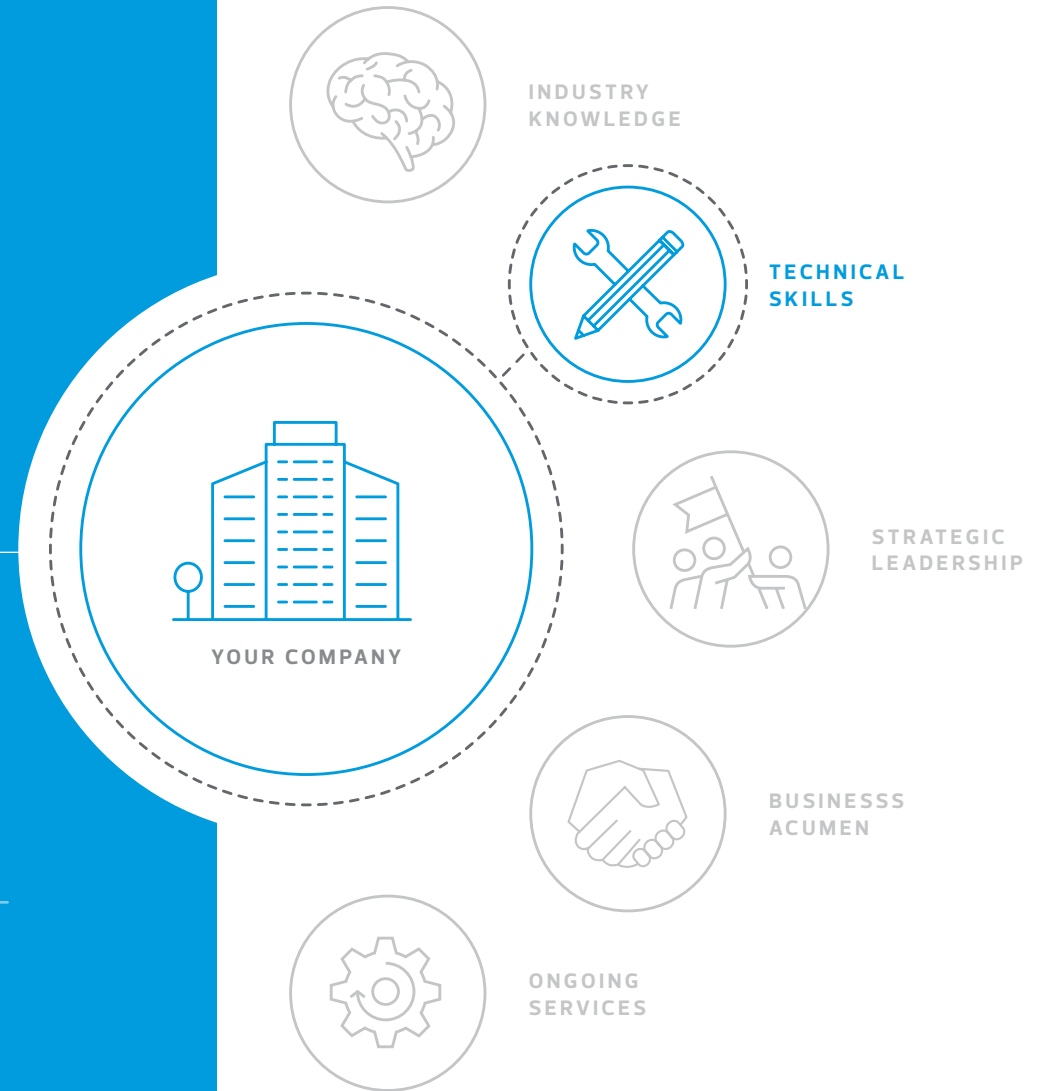 INDUSTRY
KNOWLEDGE
TECHNICAL
SKILLS
STRATEGIC
LEADERSHIP
YOUR COMPANY
BUSINESSS
ACUMEN
ONGOING
SERVICES